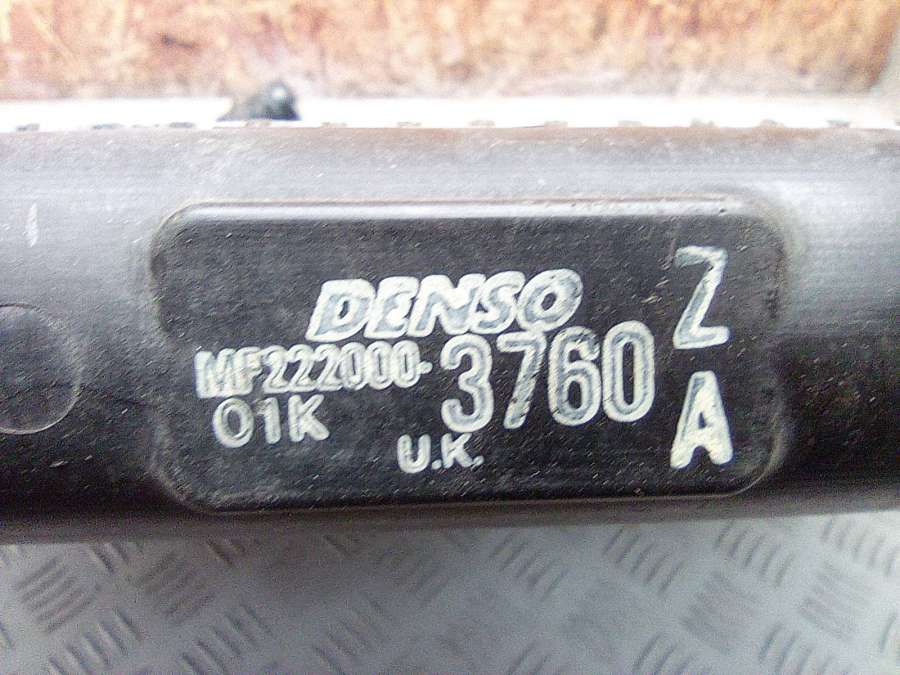 DENSO Z
MF222000-3760
01K U.K. A